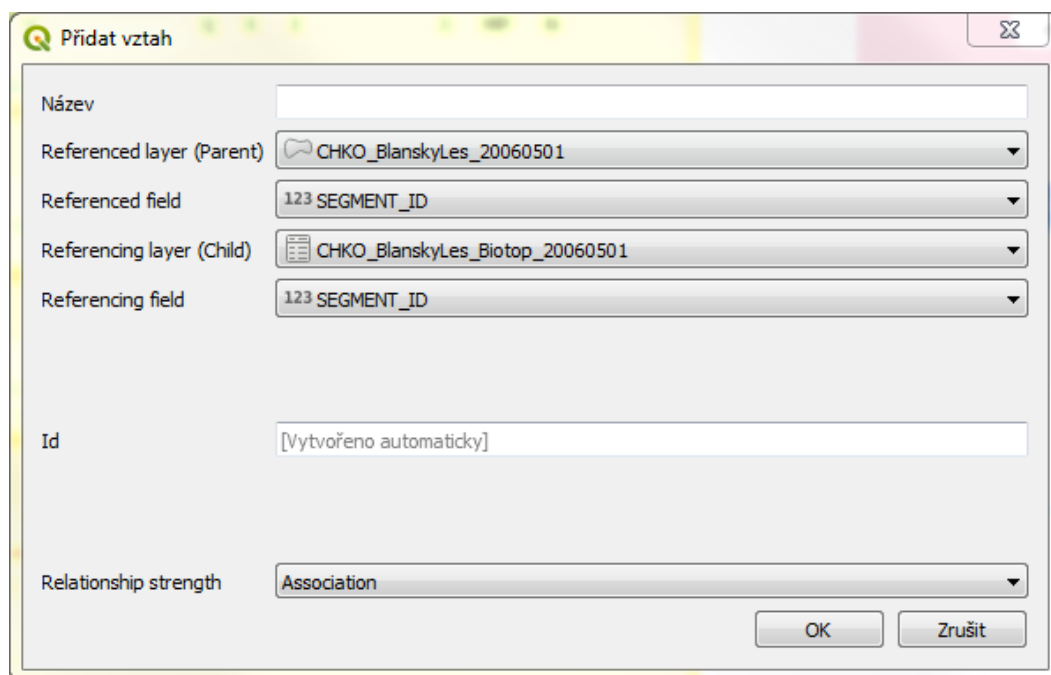 Přidat vztah
Název
Referenced layer (Parent) CHKO_BlanskyLes_20060501
Referenced field 123 SEGMENT_ID
Referencing layer (Child) CHKO_BlanskyLes_Biotop_20060501
Referencing field 123 SEGMENT_ID
Id [Vytvořeno automaticky]
Relationship strength Association
OK Zrušit